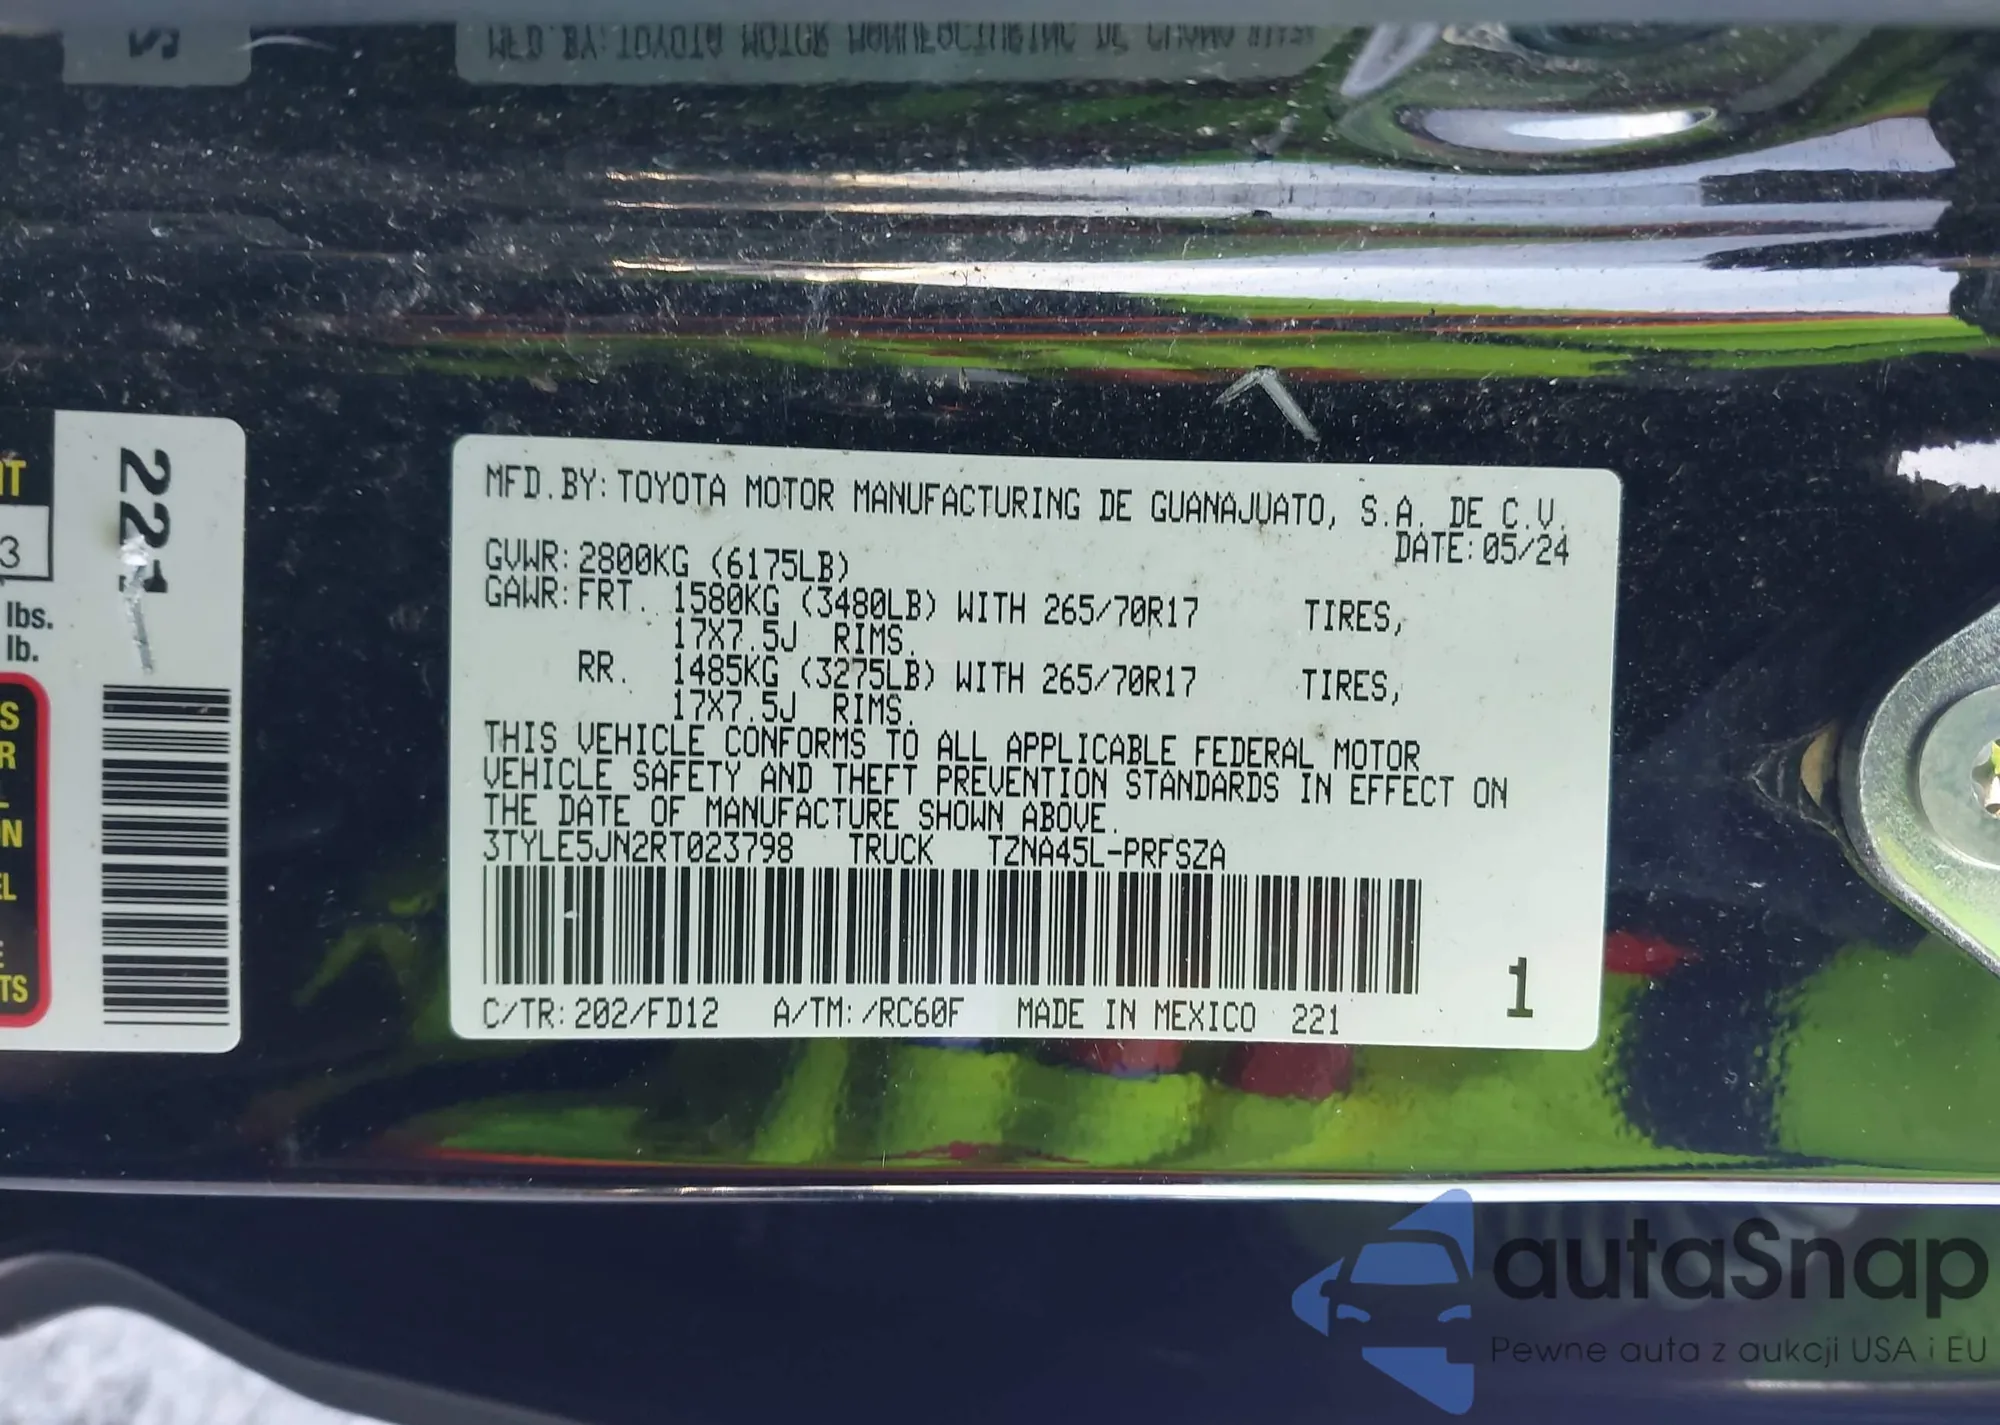 MFD.BY:TOYOTA MOTOR MANUFACTURING DE GUANAJUATO, S.A. DE C.V.
DATE:05/24
GVWR:2800KG (6175LB)
GAWR:FRT. 1580KG (3480LB) WITH 265/70R17 TIRES,
17X7.5J RIMS.
RR. 1485KG (3275LB) WITH 265/70R17 TIRES,
17X7.5J RIMS.
THIS VEHICLE CONFORMS TO ALL APPLICABLE FEDERAL MOTOR
VEHICLE SAFETY AND THEFT PREVENTION STANDARDS IN EFFECT ON
THE DATE OF MANUFACTURE SHOWN ABOVE.
3TYLE5JN2RT023798 TRUCK TZNA45L-PRFSZA
1
C/TR:202/FD12 A/TM:/RC60F MADE IN MEXICO 221
221
3
lbs.
lb.
autaSnap
Pewne auta z aukcji USA i EU